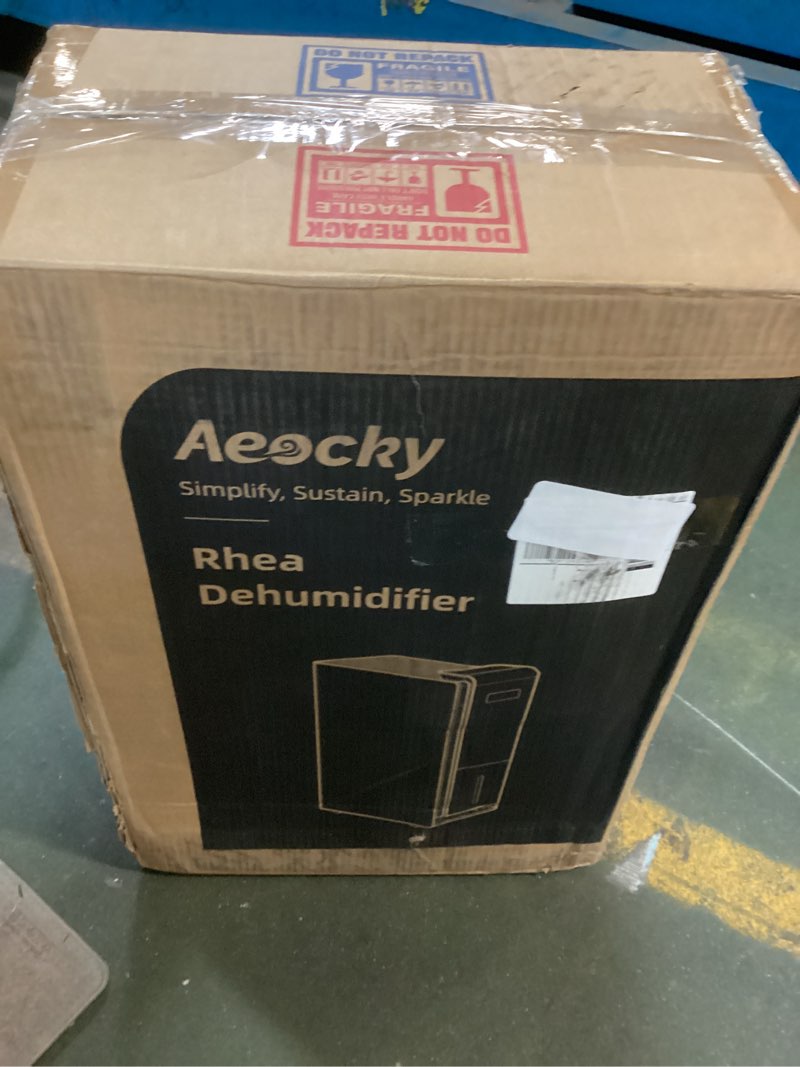 DO NOT REPACK
FRAGILE
FRAGILE
DO NOT REPACK
Aeocky
Simplify, Sustain, Sparkle
Rhea
Dehumidifier